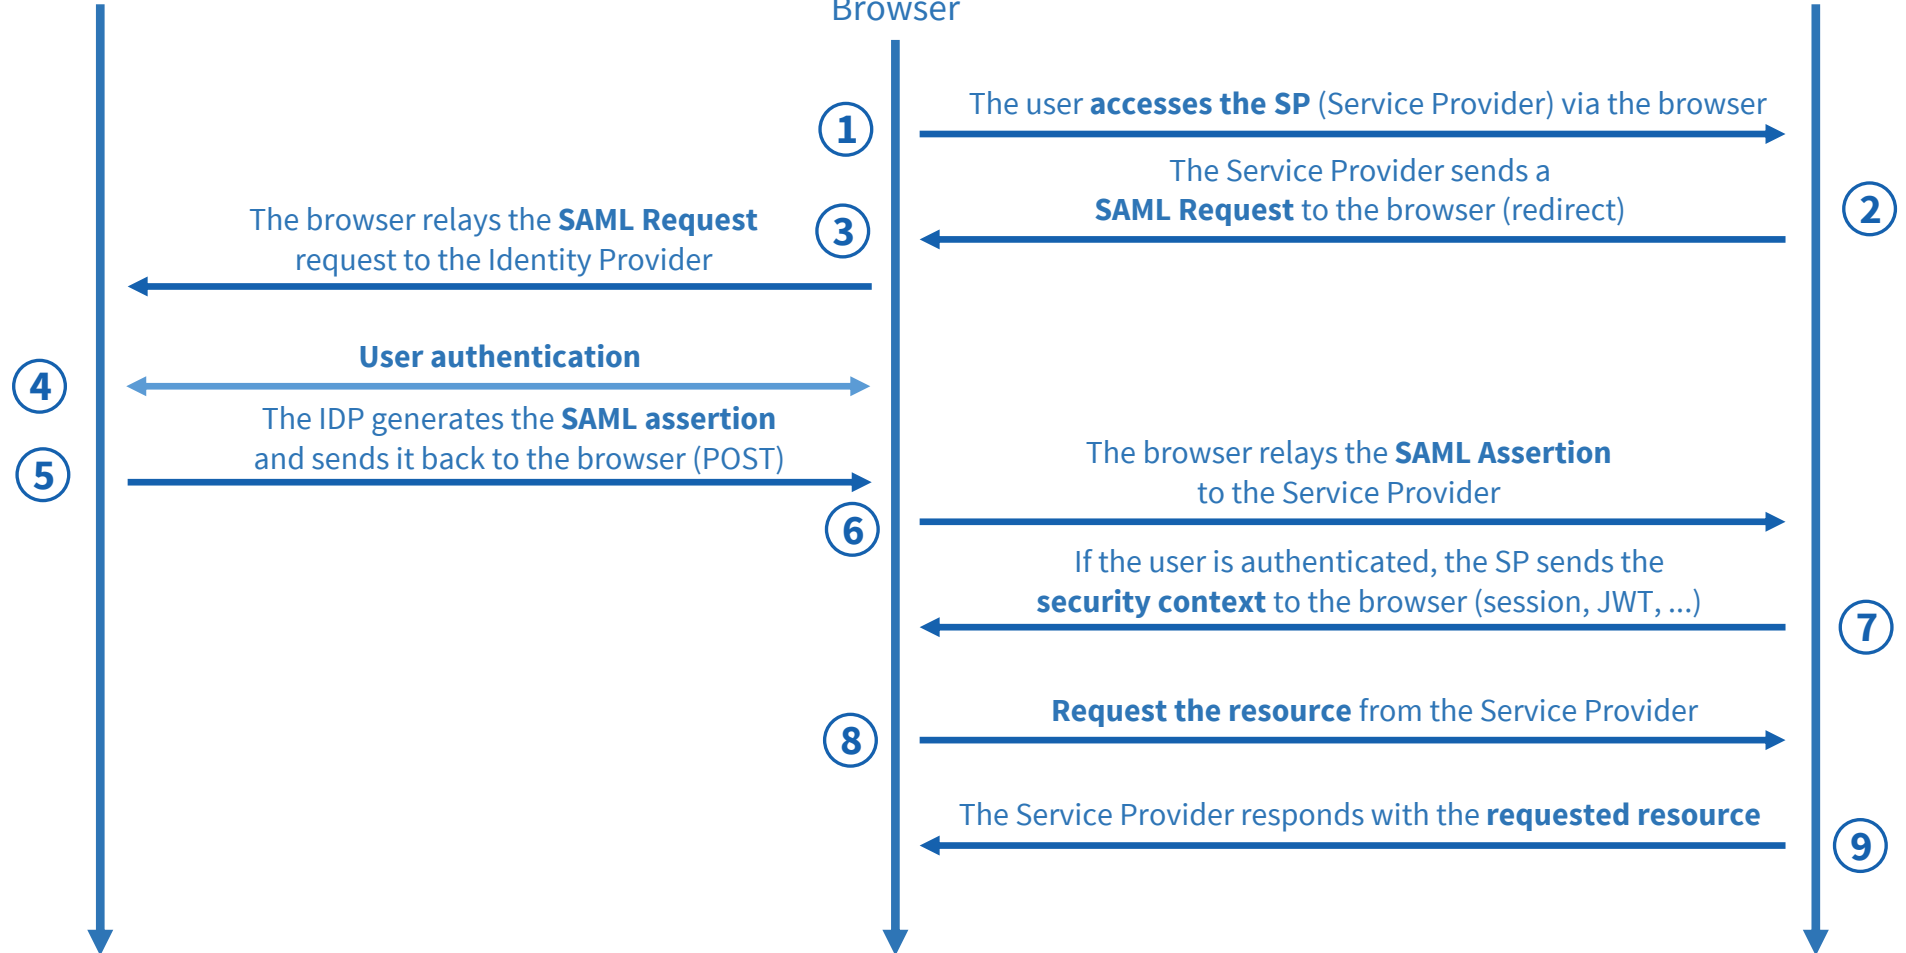 Browser
1
The user accesses the SP (Service Provider) via the browser
The Service Provider sends a
SAML Request to the browser (redirect)
2
3
The browser relays the SAML Request
request to the Identity Provider
4
User authentication
5
The IDP generates the SAML assertion
and sends it back to the browser (POST)
6
The browser relays the SAML Assertion
to the Service Provider
If the user is authenticated, the SP sends the
security context to the browser (session, JWT, ...)
7
8
Request the resource from the Service Provider
The Service Provider responds with the requested resource
9